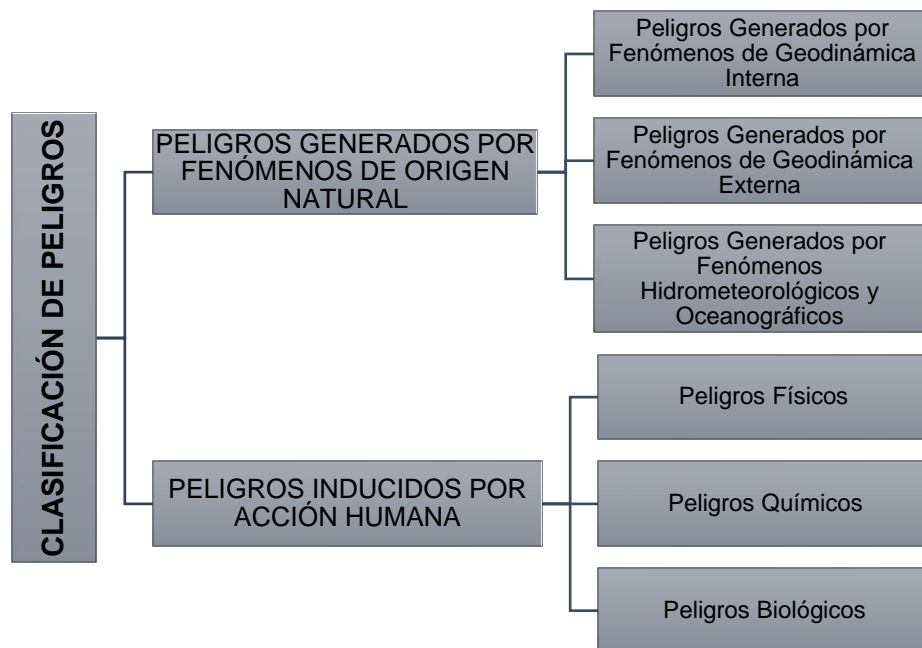 CLASIFICACIÓN DE PELIGROS
PELIGROS GENERADOS POR
FENÓMENOS DE ORIGEN
NATURAL
Peligros Generados por
Fenómenos de Geodinámica
Interna
Peligros Generados por
Fenómenos de Geodinámica
Externa
Peligros Generados por
Fenómenos
Hidrometeorológicos y
Oceanográficos
PELIGROS INDUCIDOS POR
ACCIÓN HUMANA
Peligros Físicos
Peligros Químicos
Peligros Biológicos